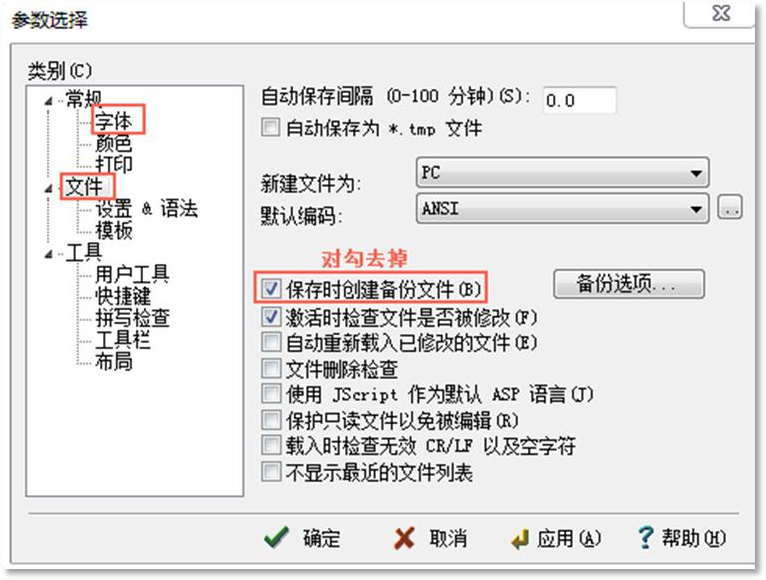 参数选择
类别(C)
常规
字体
颜色
打印
文件
设置 & 语法
模板
工具
用户工具
快捷键
拼写检查
工具栏
布局
自动保存间隔 (0-100 分钟)(S): 0.0
自动保存为 *.tmp 文件
新建文件为: PC
默认编码: ANSI ..
对勾去掉
保存时创建备份文件(B) 备份选项...
激活时检查文件是否被修改(F)
自动重新载入已修改的文件(E)
文件删除检查
使用 JScript 作为默认 ASP 语言(J)
保护只读文件以免被编辑(R)
载入时检查无效 CR/LF 以及空字符
不显示最近的文件列表
确定 取消 应用(A) 帮助(H)